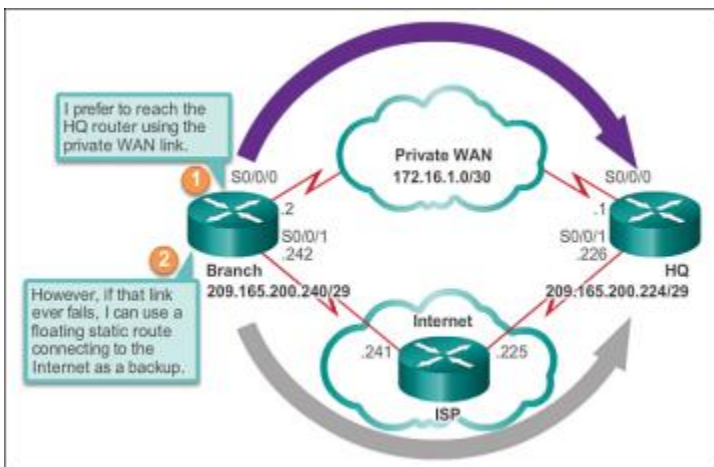 I prefer to reach the
HQ router using the
private WAN link.
1
S0/0/0
Private WAN
172.16.1.0/30
S0/0/0
.2
.1
S0/0/1
.242
S0/0/1
.226
2
Branch
HQ
209.165.200.240/29
209.165.200.224/29
However, if that link
ever fails, I can use a
floating static route
connecting to the
Internet as a backup.
Internet
.241
.225
ISP